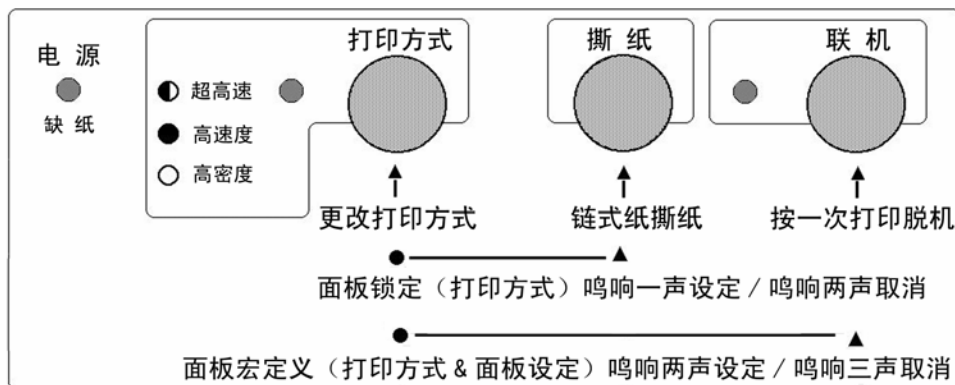 电 源
缺 纸
打印方式
超高速
高速度
高密度
撕 纸
联 机
更改打印方式
链式纸撕纸
按一次打印脱机
面板锁定（打印方式）鸣响一声设定 / 鸣响两声取消
面板宏定义（打印方式 & 面板设定）鸣响两声设定 / 鸣响三声取消